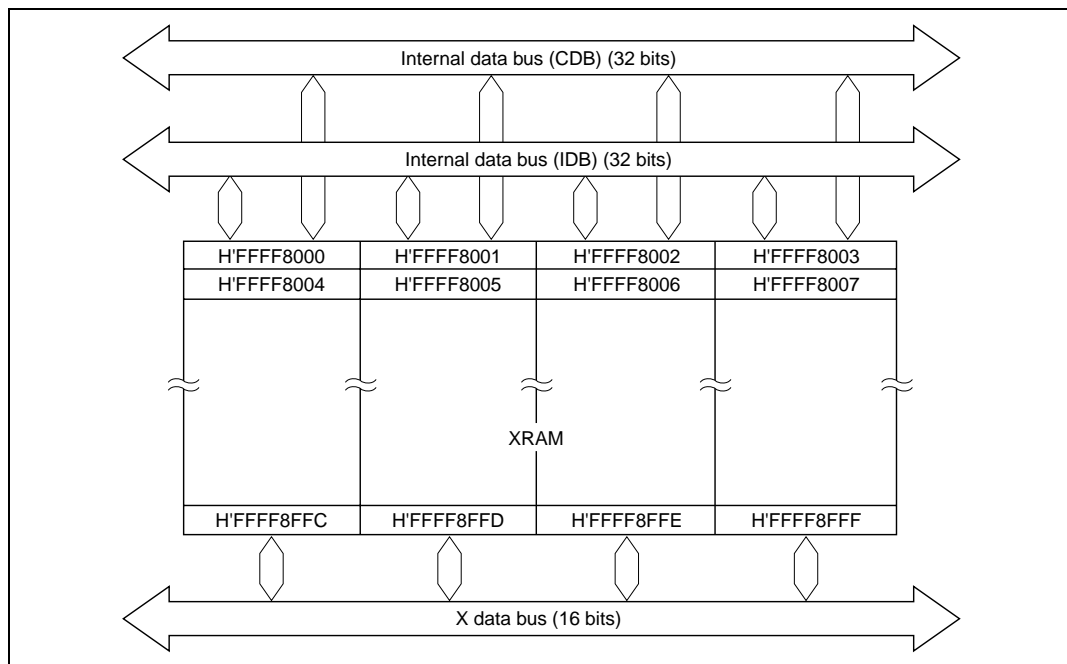 Internal data bus (CDB) (32 bits)
Internal data bus (IDB) (32 bits)
H'FFFF8000 H'FFFF8001 H'FFFF8002 H'FFFF8003
H'FFFF8004 H'FFFF8005 H'FFFF8006 H'FFFF8007
XRAM
H'FFFF8FFC H'FFFF8FFD H'FFFF8FFE H'FFFF8FFF
X data bus (16 bits)